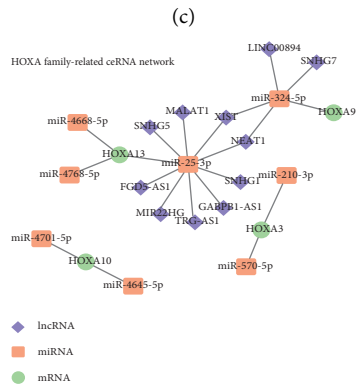 (c)
LINC00894
SNHG7
HOXA family-related ceRNA network
miR-324-5p
MALAT1
XIST
HOXA9
miR-4668-5p
SNHG5
NEAT1
HOXA13
miR-25-3p
miR-4768-5p
miR-210-3p
SNHG1
FGD5-AS1
GABPB1-AS1
MIR22HG
TRG-AS1
HOXA3
miR-4701-5p
HOXA10
miR-570-5p
miR-4645-5p
lncRNA
miRNA
mRNA